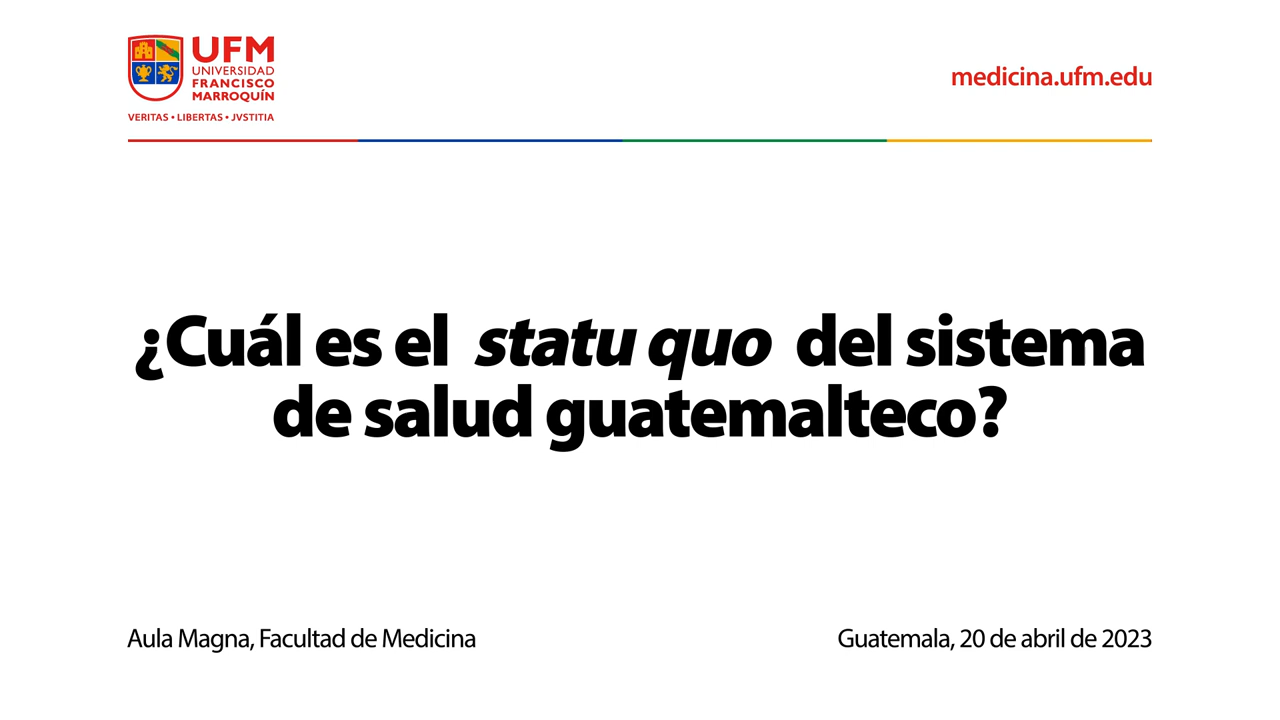 UFM
UNIVERSIDAD
FRANCISCO
MARROQUÍN
VERITAS • LIBERTAS • JVSTITIA
medicina.ufm.edu
¿Cuál es el statu quo del sistema
de salud guatemalteco?
Aula Magna, Facultad de Medicina
Guatemala, 20 de abril de 2023